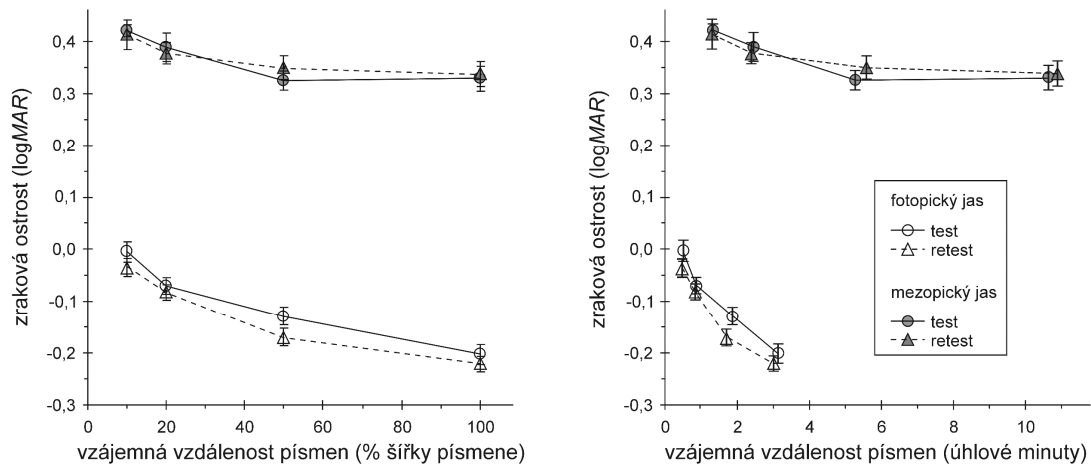 0,4
0,3
0,2
0,1
0,0
-0,1
-0,2
-0,3
zraková ostrost (logMAR)
0 20 40 60 80 100
vzájemná vzdálenost písmen (% šířky písmene)
0,4
0,3
0,2
0,1
0,0
-0,1
-0,2
-0,3
zraková ostrost (logMAR)
0 2 4 6 8 10
vzájemná vzdálenost písmen (úhlové minuty)
fotopický jas
test
retest
mezopický jas
test
retest